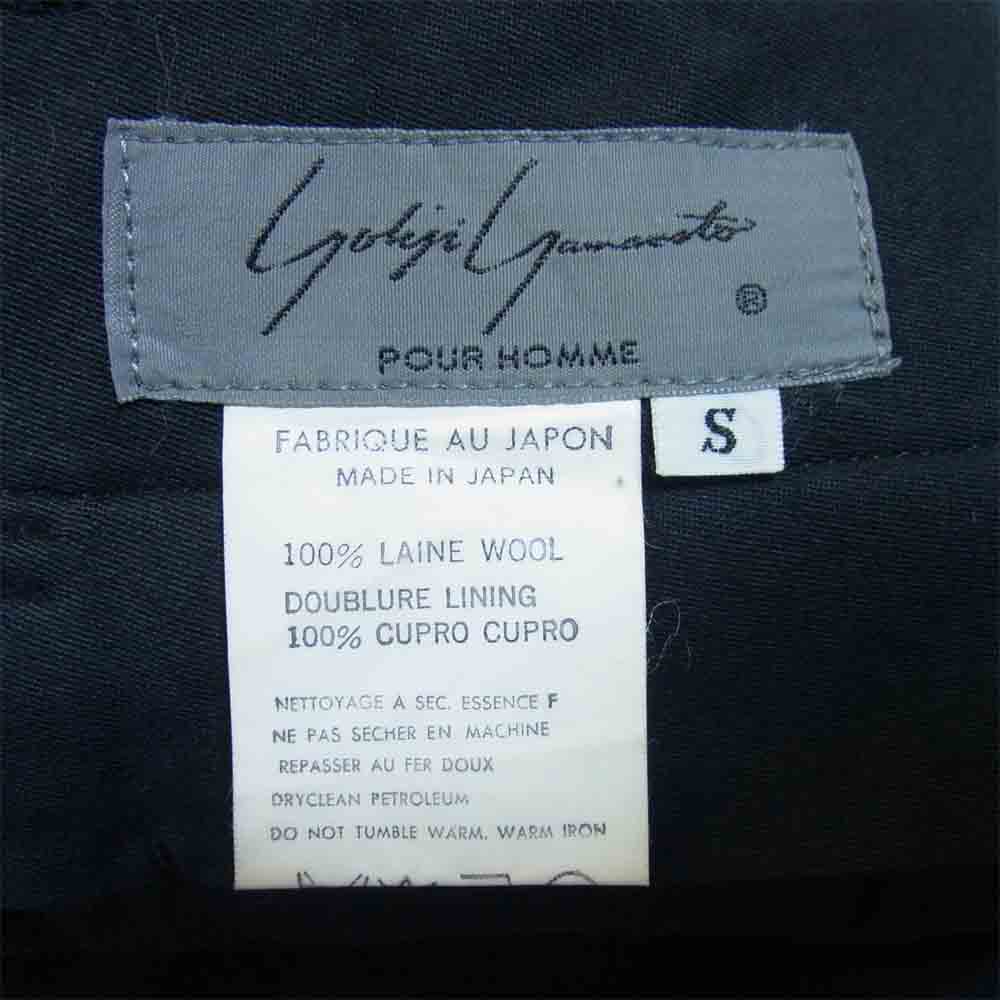 Yohji Yamamoto
®
POUR HOMME
S
FABRIQUE AU JAPON
MADE IN JAPAN
100% LAINE WOOL
DOUBLURE LINING
100% CUPRO CUPRO
NETTOYAGE A SEC. ESSENCE F
NE PAS SECHER EN MACHINE
REPASSER AU FER DOUX
DRYCLEAN PETROLEUM
DO NOT TUMBLE WARM. WARM IRON